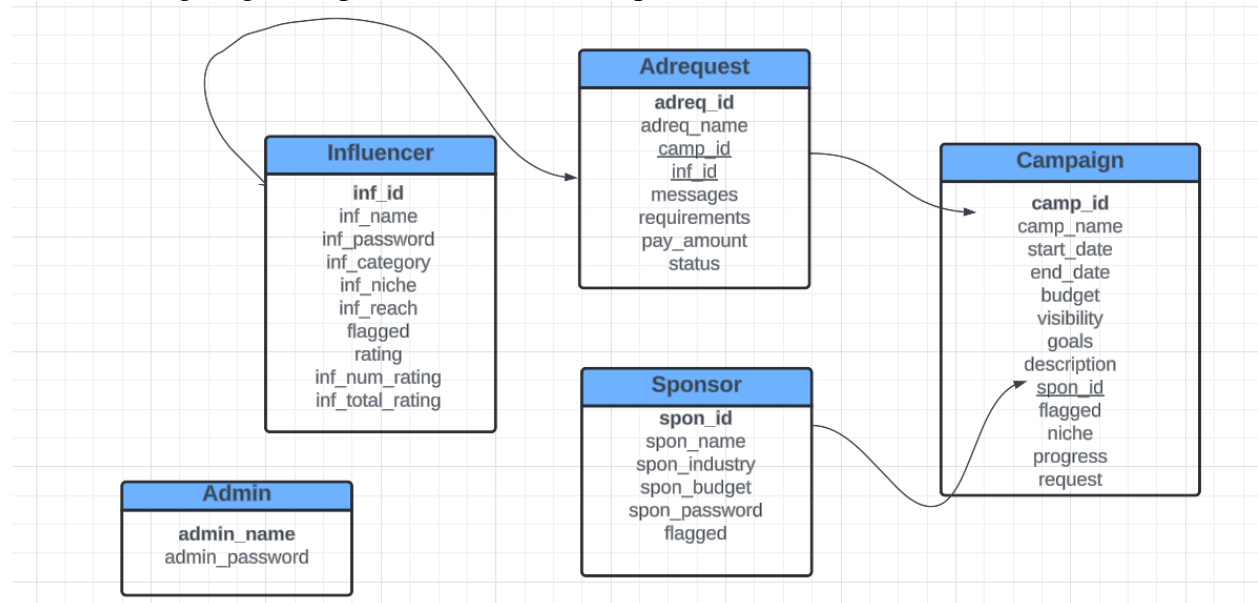 Adrequest
adreq_id
adreq_name
camp_id
inf_id
messages
requirements
pay_amount
status
Influencer
inf_id
inf_name
inf_password
inf_category
inf_niche
inf_reach
flagged
rating
inf_num_rating
inf_total_rating
Campaign
camp_id
camp_name
start_date
end_date
budget
visibility
goals
description
spon_id
flagged
niche
progress
request
Sponsor
spon_id
spon_name
spon_industry
spon_budget
spon_password
flagged
Admin
admin_name
admin_password